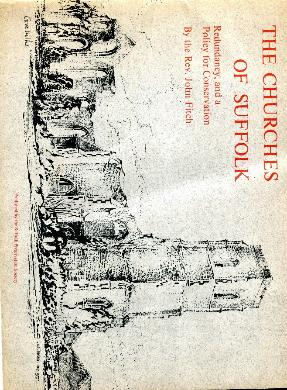 THE CHURCHES
OF SUFFOLK
Redundancy, and a
Policy for Conservation
By the Rev. John Fitch